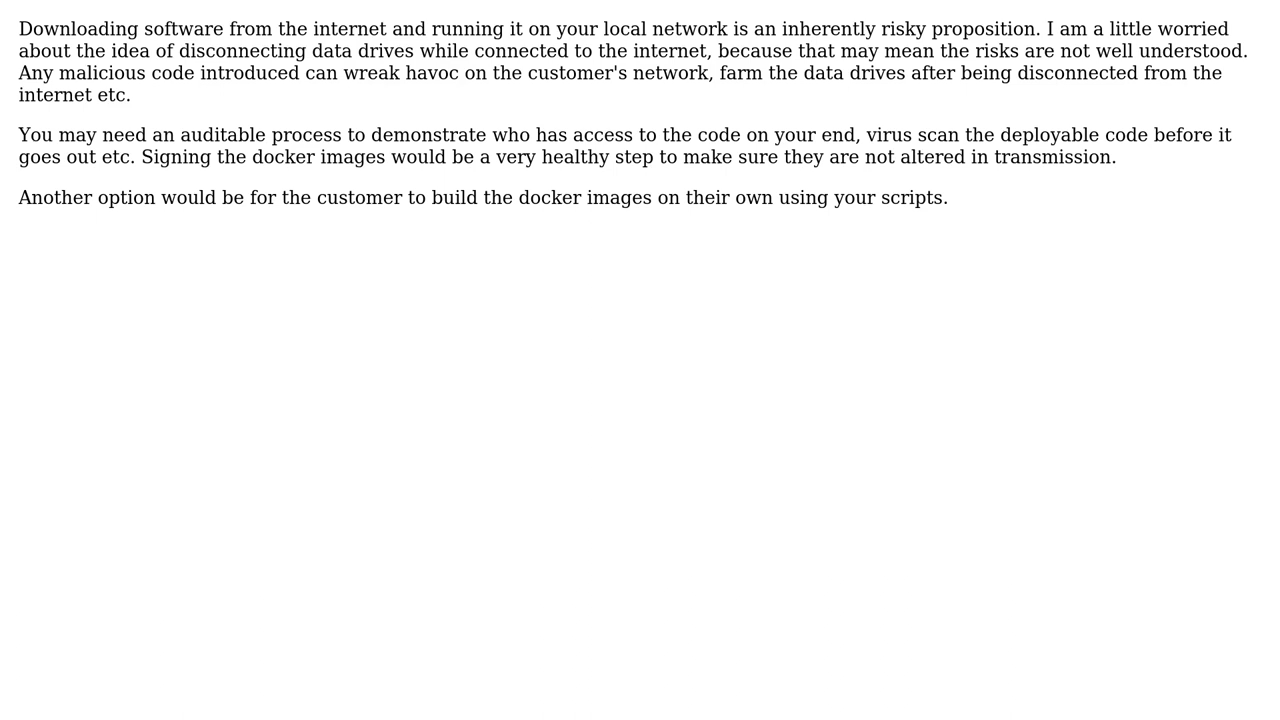 Downloading software from the internet and running it on your local network is an inherently risky proposition. I am a little worried
about the idea of disconnecting data drives while connected to the internet, because that may mean the risks are not well understood.
Any malicious code introduced can wreak havoc on the customer's network, farm the data drives after being disconnected from the
internet etc.
You may need an auditable process to demonstrate who has access to the code on your end, virus scan the deployable code before it
goes out etc. Signing the docker images would be a very healthy step to make sure they are not altered in transmission.
Another option would be for the customer to build the docker images on their own using your scripts.